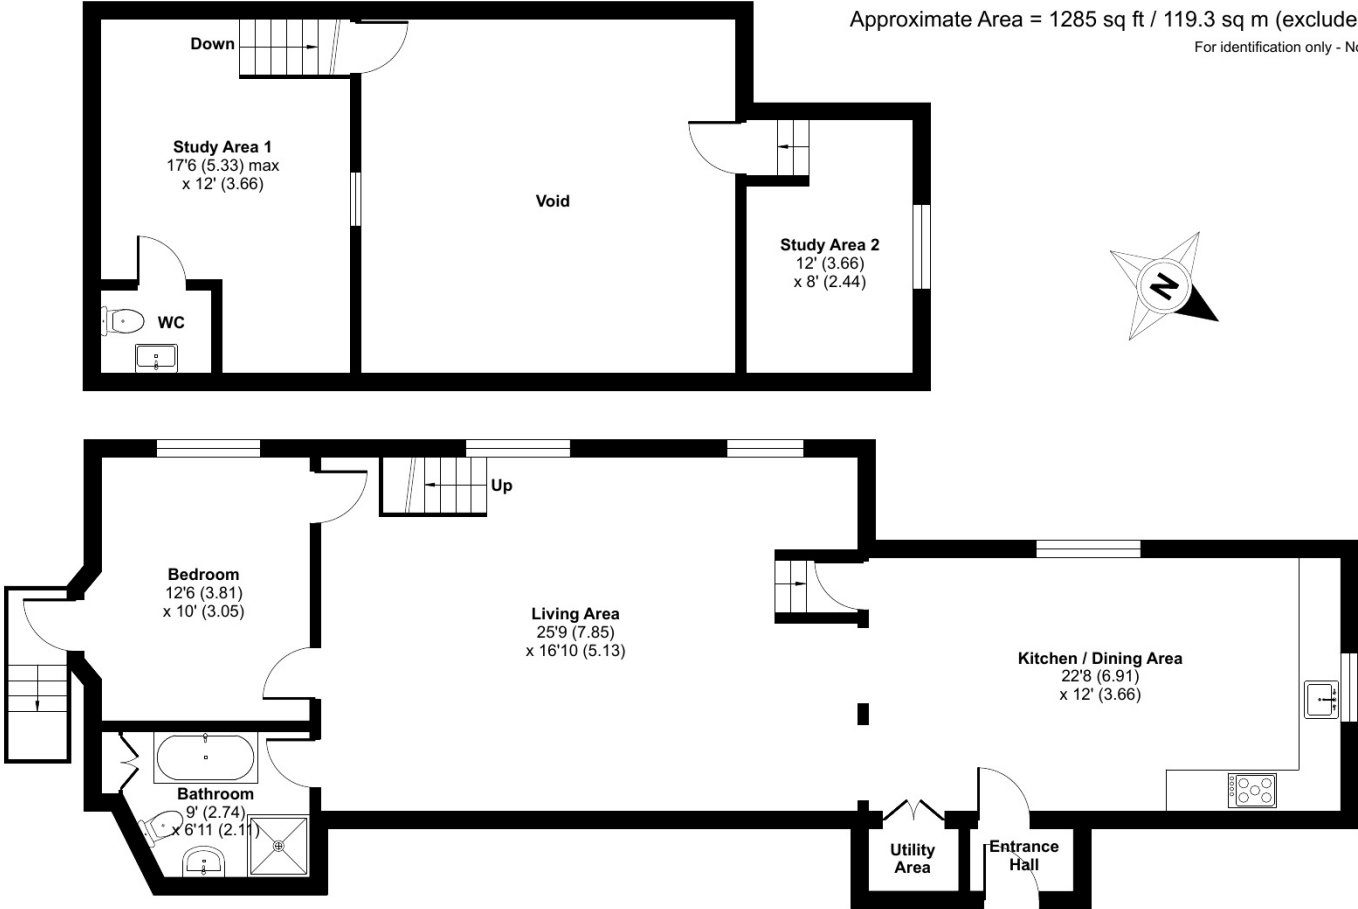 Approximate Area = 1285 sq ft / 119.3 sq m (exclude
For identification only - No
Down
Study Area 1
17'6 (5.33) max
x 12' (3.66)
Void
Study Area 2
12' (3.66)
x 8' (2.44)
WC
N
Up
Bedroom
12'6 (3.81)
x 10' (3.05)
Living Area
25'9 (7.85)
x 16'10 (5.13)
Kitchen / Dining Area
22'8 (6.91)
x 12' (3.66)
Bathroom
9' (2.74)
x 6'11 (2.11)
Utility
Area
Entrance
Hall